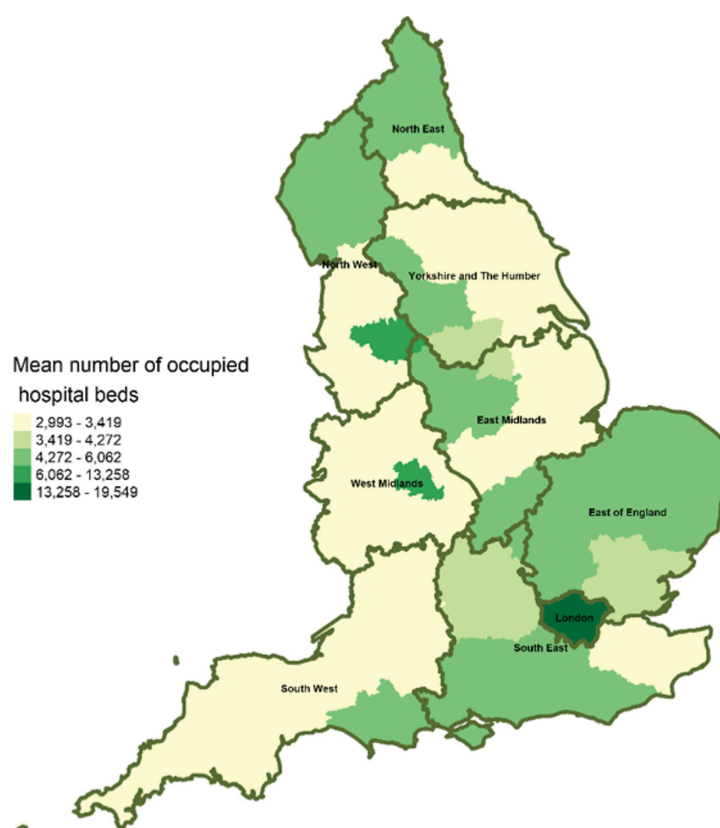 North East
North West
Yorkshire and The Humber
Mean number of occupied
hospital beds
2,993 - 3,419
3,419 - 4,272
4,272 - 6,062
6,062 - 13,258
13,258 - 19,549
East Midlands
West Midlands
East of England
London
South East
South West